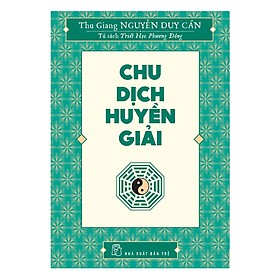 Thu Giang NGUYỄN DUY CẦN
Tủ sách Triết Học Phương Đông
CHU
DỊCH
HUYỀN
GIẢI
NHÀ XUẤT BẢN TRẺ